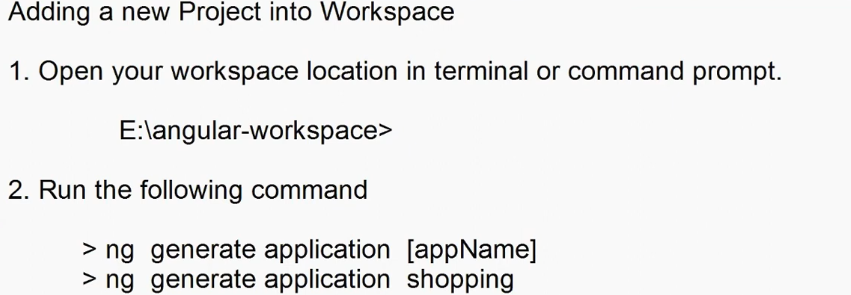 Adding a new Project into Workspace
1. Open your workspace location in terminal or command prompt.
E:\angular-workspace>
2. Run the following command
> ng generate application [appName]
> ng generate application shopping